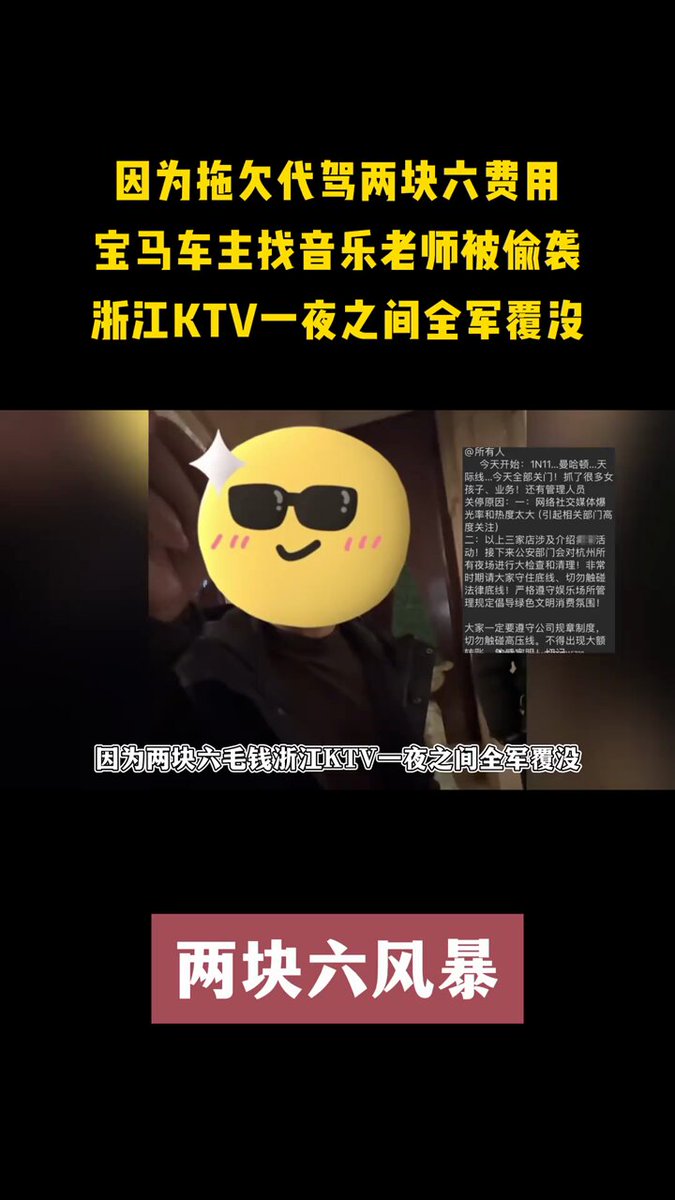 因为拖欠代驾两块六费用
宝马车主找音乐老师被偷袭
浙江KTV一夜之间全军覆没
@所有人
今天开始：1N11...曼哈顿...天
际线...今天全部关门！抓了很多女
孩子、业务！还有管理人员
关停原因：一：网络社交媒体爆
光率和热度太大（引起相关部门高
度关注）
二：以上三家店涉及介绍 活
动！接下来公安部门会对杭州所
有夜场进行大检查和清理！非常
时期请大家守住底线、切勿触碰
法律底线！严格遵守娱乐场所管
理规定倡导绿色文明消费氛围！
大家一定要遵守公司规章制度，
切勿触碰高压线。不得出现大额
因为两块六毛钱浙江KTV一夜之间全军覆没
两块六风暴